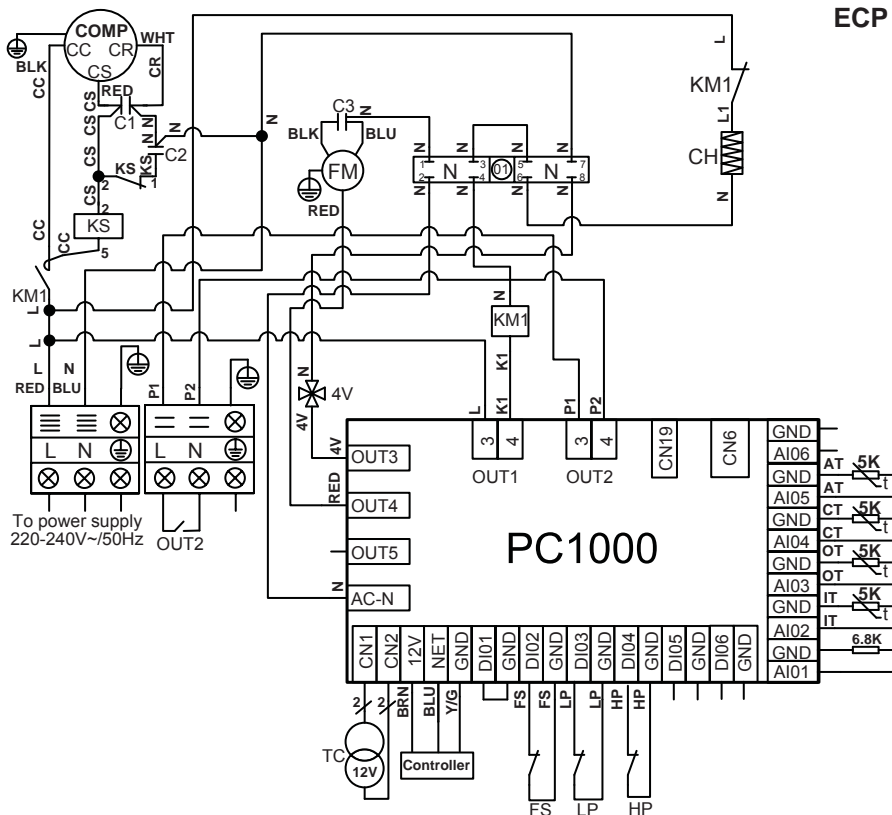 ECP
COMP
CC CR
CS
WHT
BLK
CC
CR
RED
CS CS
C1
N N
N
C2
KS
KS
CS
CS
2
1
2
KS
5
CC
CC
KM1
L
L
L N
RED BLU
P1
P2
L N
L N
To power supply
220-240V~/50Hz
OUT2
C3
N
BLK BLU
FM
RED
N
N N N N
1 3 5 7
N 01 N
2 4 6 8
N N N N
L
KM1
L1
CH
N
N
KM1
K1
N
4V
4V
4V
RED
N
L
K1
P1
P2
3 4
OUT1
3 4
OUT2
CN19
CN6
OUT3
OUT4
OUT5
AC-N
PC1000
GND
AI06
GND
AI05
GND
AI04
GND
AI03
GND
AI02
GND
AI01
AT 5K
t
AT
CT 5K
t
CT
OT 5K
t
OT
IT 5K
t
IT
6.8K
CN1 CN2 12V NET GND DI01 GND DI02 GND DI03 GND DI04 GND DI05 GND DI06 GND
2 2 BRN BLU Y/G FS FS LP LP HP HP
TC
12V
Controller
FS LP HP